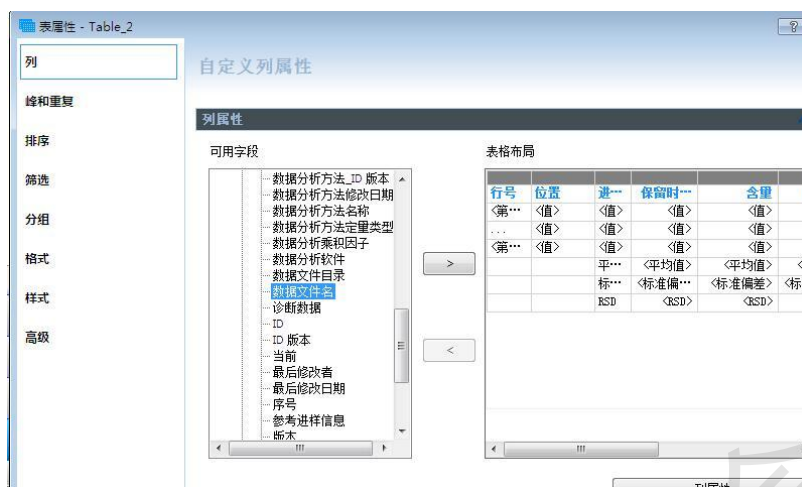 表属性 - Table_2
?
列
峰和重复
排序
筛选
分组
格式
样式
高级
自定义列属性
列属性
可用字段
数据分析方法_ID 版本
数据分析方法修改日期
数据分析方法名称
数据分析方法定量类型
数据分析乘积因子
数据分析软件
数据文件目录
数据文件名
诊断数据
ID
ID 版本
当前
最后修改者
最后修改日期
序号
参考进样信息
版本
>
<
表格布局
行号 位置 进… 保留时… 含量
<第… <值> <值> <值> <值>
... <值> <值> <值> <值>
<第… <值> <值> <值> <值>
平… <平均值> <平均值> <
标… <标准偏… <标准偏差> <标
RSD <RSD> <RSD>
列属性